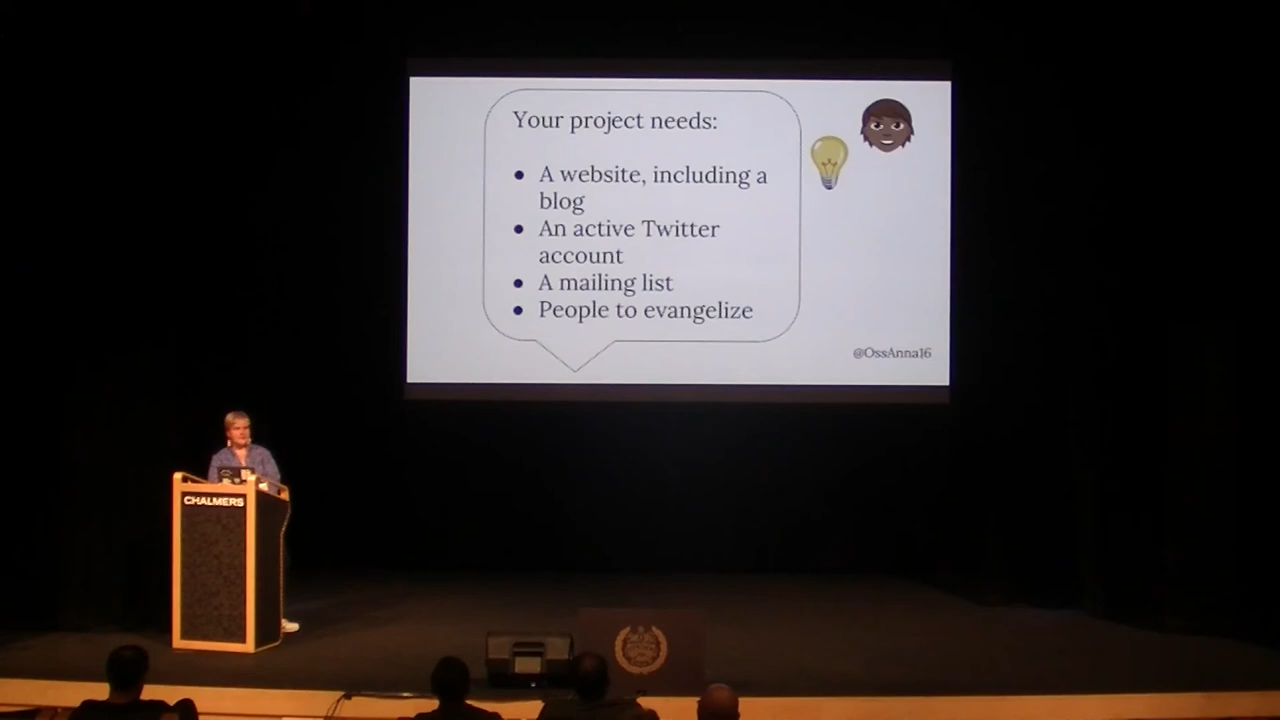 Your project needs:
● A website, including a
blog
● An active Twitter
account
● A mailing list
● People to evangelize
@OssAnna16
CHALMERS